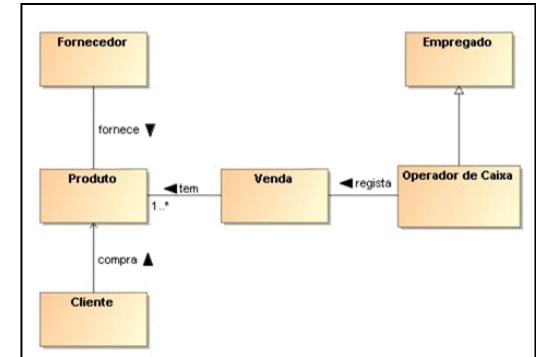 Fornecedor
Empregado
fornece
Produto
tem
1..*
Venda
regista
Operador de Caixa
compra
Cliente